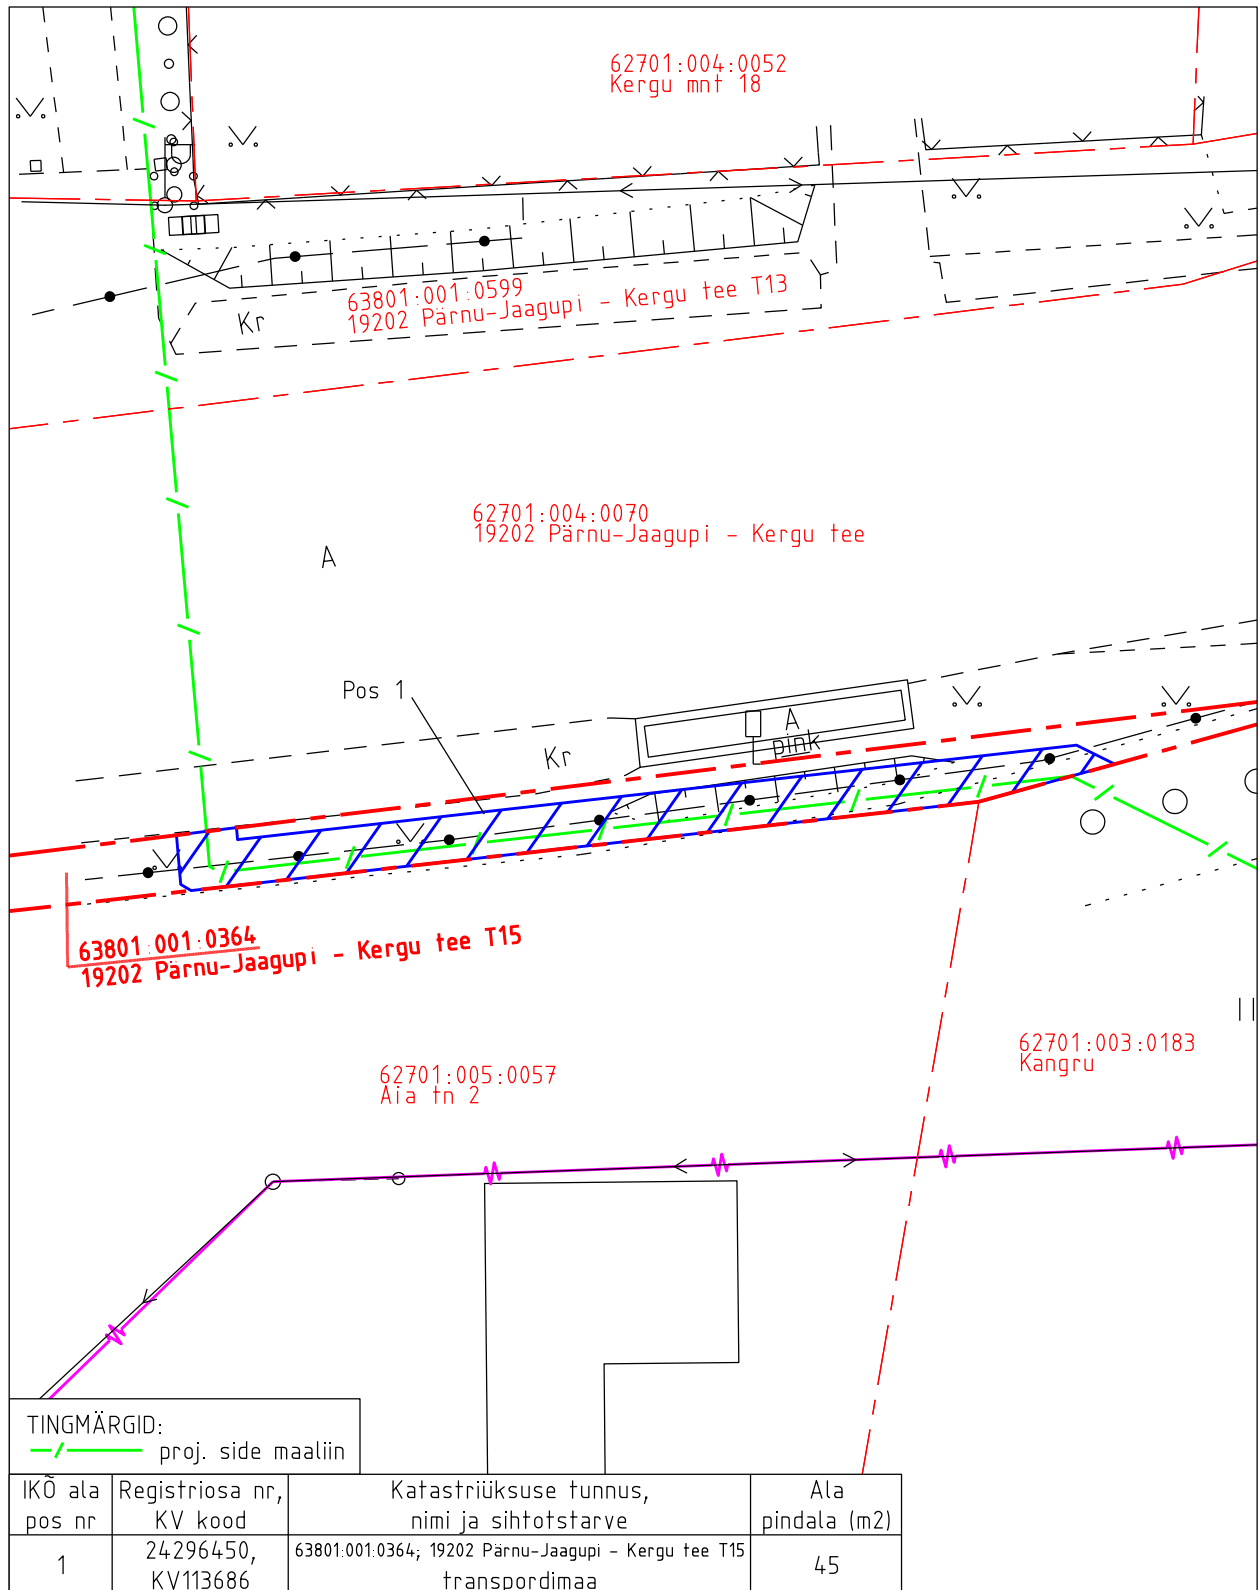 62701:004:0052
Kergu mnt 18
63801:001:0599
19202 Pärnu-Jaagupi - Kergu tee T13
Kr
62701:004:0070
19202 Pärnu-Jaagupi - Kergu tee
A
Pos 1
A
pink
Kr
63801:001:0364
19202 Pärnu-Jaagupi - Kergu tee T15
62701:003:0183
Kangru
62701:005:0057
Aia tn 2
TINGMÄRGID:
proj. side maaliin
IKÕ ala
pos nr
Registriosa nr,
KV kood
Katastriüksuse tunnus,
nimi ja sihtotstarve
Ala
pindala (m2)
1
24296450,
KV113686
63801:001:0364; 19202 Pärnu-Jaagupi - Kergu tee T15
transpordimaa
45